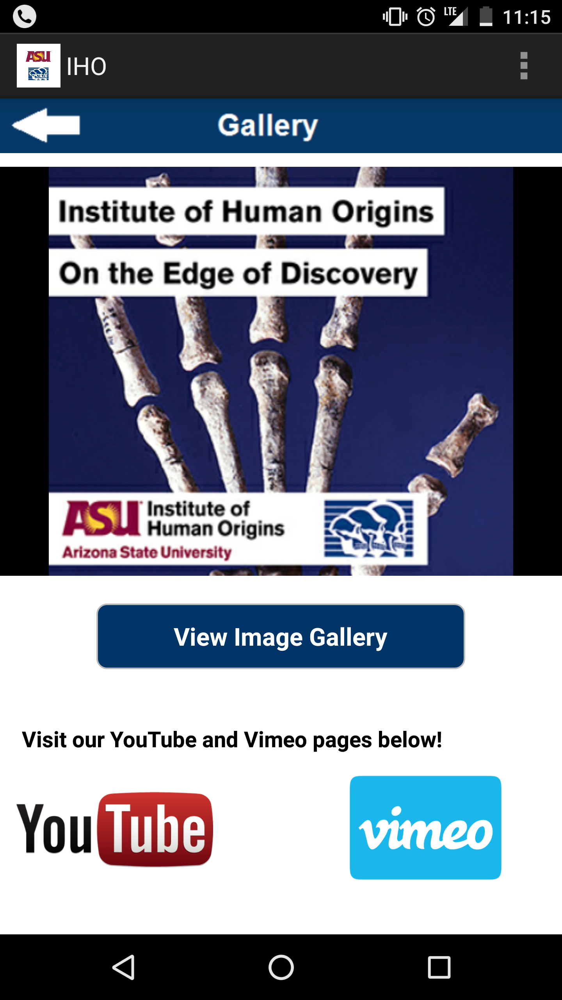 LTE 11:15
ASU IHO
Gallery
Institute of Human Origins
On the Edge of Discovery
ASU Institute of
Human Origins
Arizona State University
View Image Gallery
Visit our YouTube and Vimeo pages below!
YouTube
vimeo